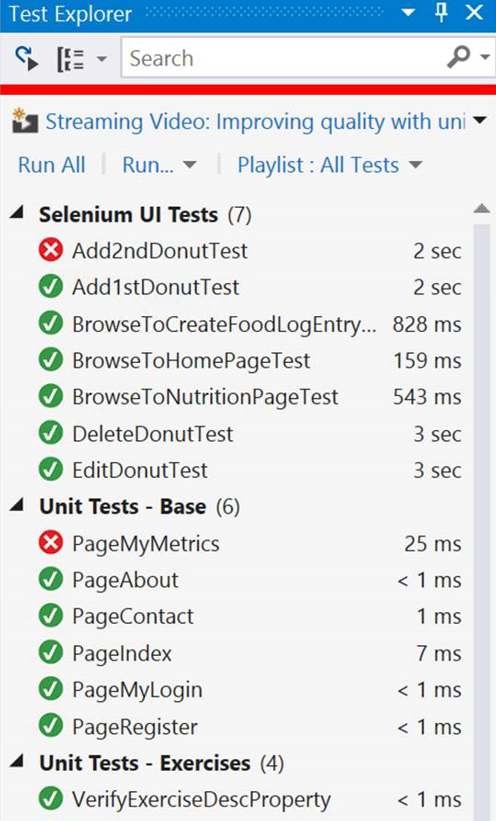 Test Explorer
Search
Streaming Video: Improving quality with uni
Run All Run... Playlist : All Tests
Selenium UI Tests (7)
Add2ndDonutTest 2 sec
Add1stDonutTest 2 sec
BrowseToCreateFoodLogEntry... 828 ms
BrowseToHomePageTest 159 ms
BrowseToNutritionPageTest 543 ms
DeleteDonutTest 3 sec
EditDonutTest 3 sec
Unit Tests - Base (6)
PageMyMetrics 25 ms
PageAbout < 1 ms
PageContact 1 ms
PageIndex 7 ms
PageMyLogin < 1 ms
PageRegister < 1 ms
Unit Tests - Exercises (4)
VerifyExerciseDescProperty < 1 ms